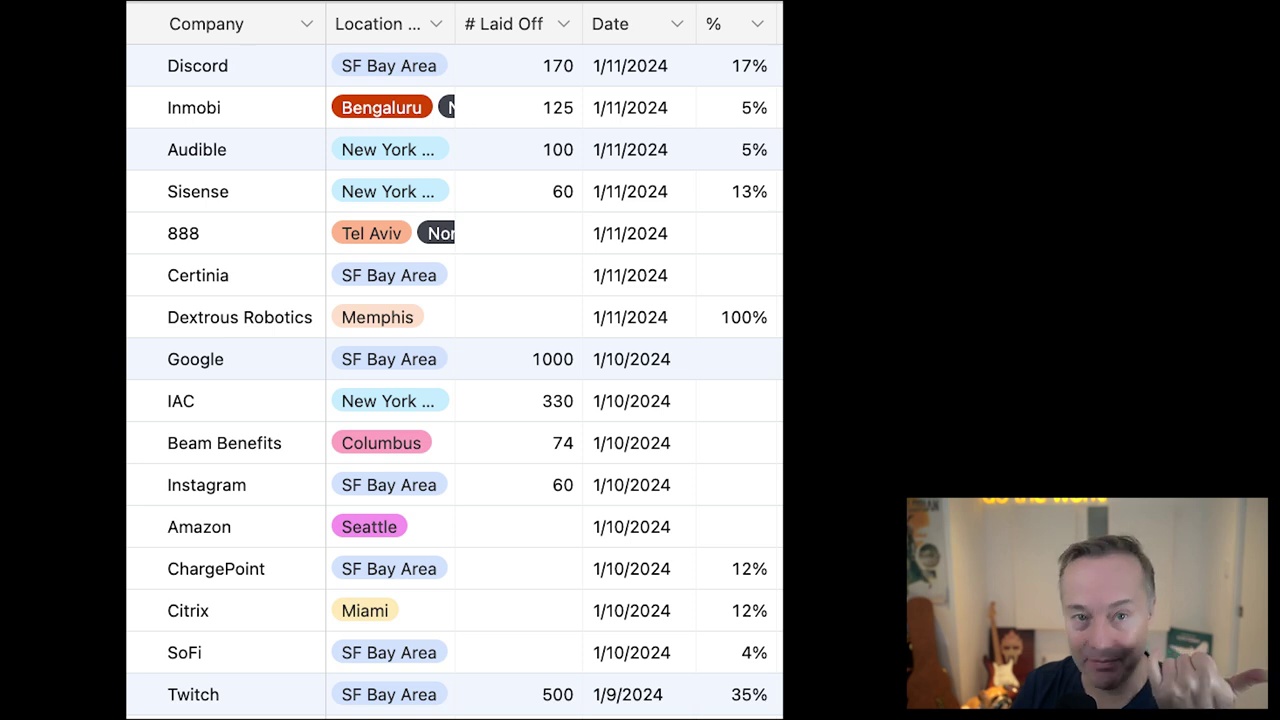 Company Location ... # Laid Off Date %
Discord SF Bay Area 170 1/11/2024 17%
Inmobi Bengaluru 125 1/11/2024 5%
Audible New York ... 100 1/11/2024 5%
Sisense New York ... 60 1/11/2024 13%
888 Tel Aviv Nor 1/11/2024
Certinia SF Bay Area 1/11/2024
Dextrous Robotics Memphis 1/11/2024 100%
Google SF Bay Area 1000 1/10/2024
IAC New York ... 330 1/10/2024
Beam Benefits Columbus 74 1/10/2024
Instagram SF Bay Area 60 1/10/2024
Amazon Seattle 1/10/2024
ChargePoint SF Bay Area 1/10/2024 12%
Citrix Miami 1/10/2024 12%
SoFi SF Bay Area 1/10/2024 4%
Twitch SF Bay Area 500 1/9/2024 35%